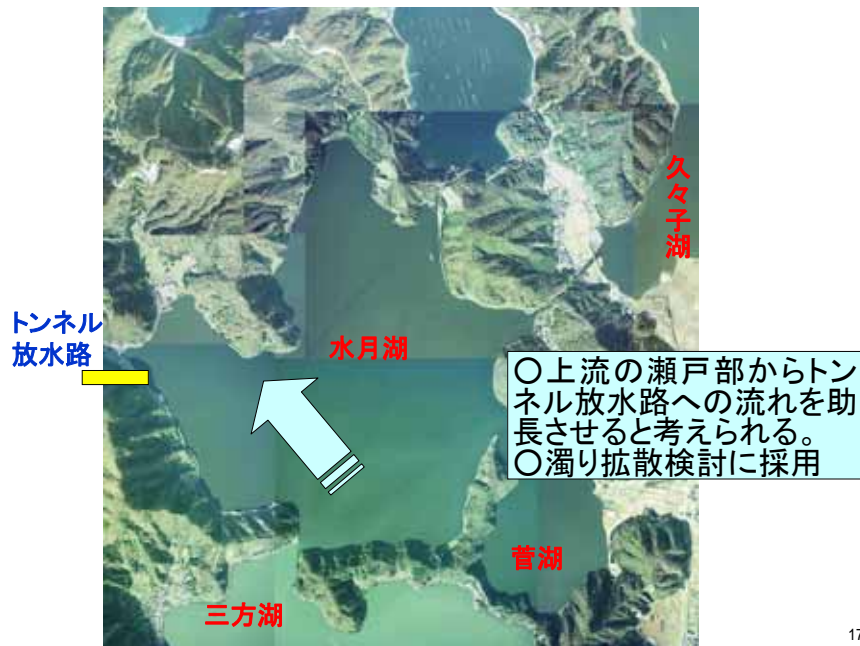 久々子湖
トンネル
放水路
水月湖
○上流の瀬戸部からトン
ネル放水路への流れを助
長させると考えられる。
○濁り拡散検討に採用
菅湖
三方湖
17